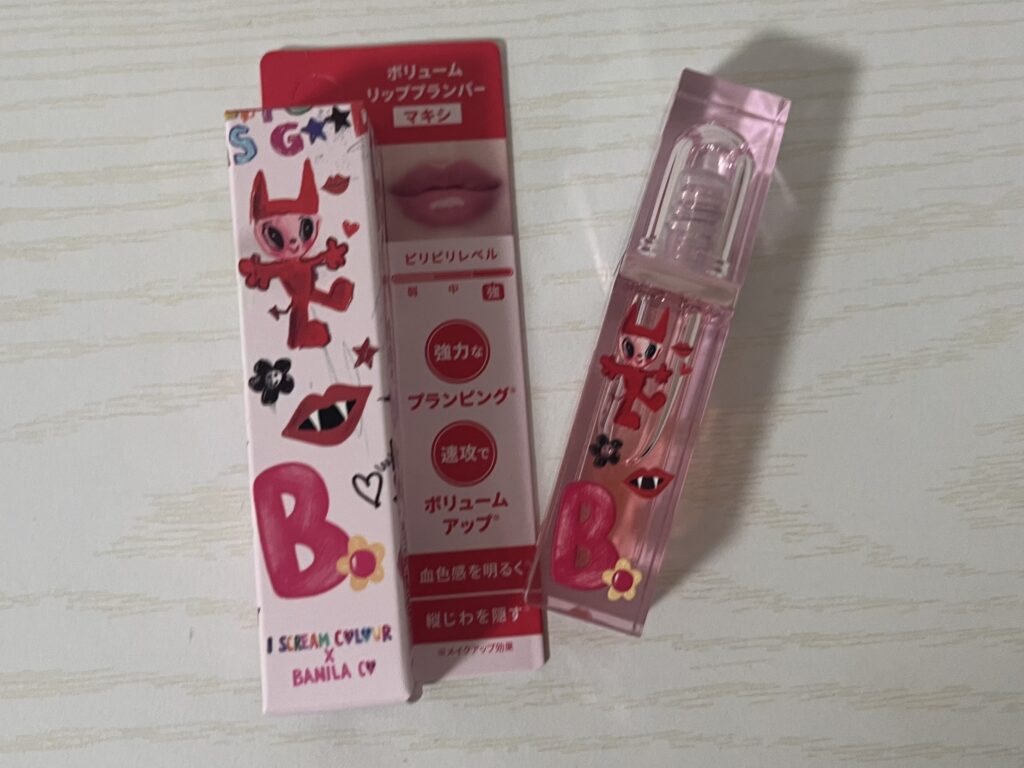 S G
B
I SCREAM COLOUR
X
BANILA CO
ボリューム
リッププランパー
マキシ
ピリピリレベル
弱 中 強
強力な
プランピング※
速攻で
ボリューム
アップ※
血色感を明るく
縦じわを隠す※
※メイクアップ効果
B